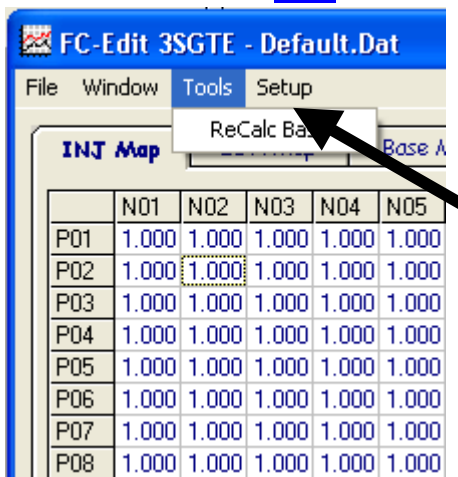 FC-Edit 3SGTE - Default.Dat
File Window Tools Setup
ReCalc
INJ Map Base
N01 N02 N03 N04 N05
P01 1.000 1.000 1.000 1.000 1.000
P02 1.000 1.000 1.000 1.000 1.000
P03 1.000 1.000 1.000 1.000 1.000
P04 1.000 1.000 1.000 1.000 1.000
P05 1.000 1.000 1.000 1.000 1.000
P06 1.000 1.000 1.000 1.000 1.000
P07 1.000 1.000 1.000 1.000 1.000
P08 1.000 1.000 1.000 1.000 1.000